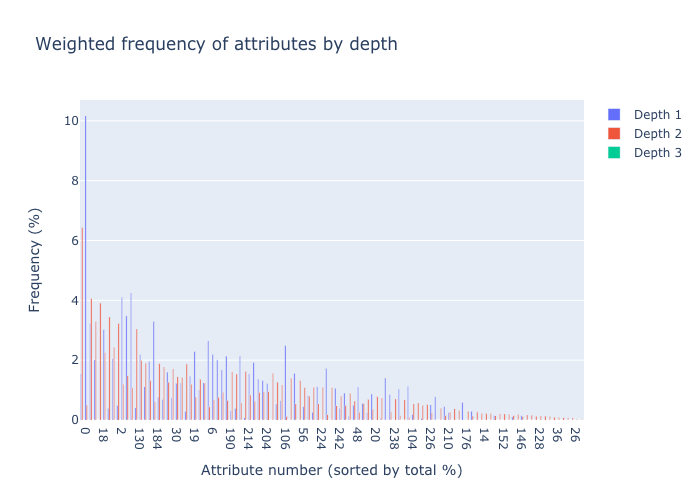 Weighted frequency of attributes by depth
Depth 1
Depth 2
Depth 3
Frequency (%)
10
8
6
4
2
0
0 18 2 130 184 30 19 6 190 214 204 106 56 224 242 48 20 238 104 226 210 176 14 152 146 228 36 26
Attribute number (sorted by total %)